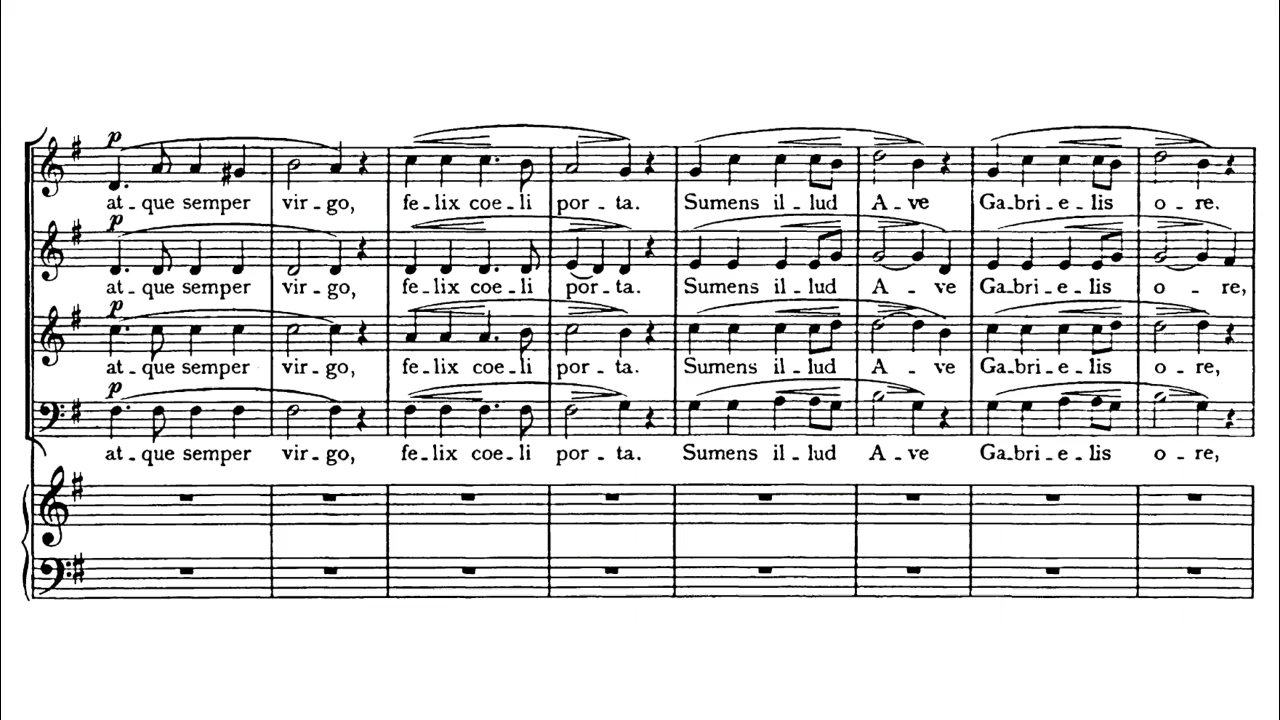 p
at-que semper vir-go, fe-lix coe-li por-ta. Sumens il-lud A-ve Ga-bri-e-lis o-re.
p
at-que semper vir-go, fe-lix coe-li por-ta. Sumens il-lud A-ve Ga-bri-e-lis o-re,
p
at-que semper vir-go, fe-lix coe-li por-ta. Sumens il-lud A-ve Ga-bri-e-lis o-re,
p
at-que semper vir-go, fe-lix coe-li por-ta. Sumens il-lud A-ve Ga-bri-e-lis o-re,